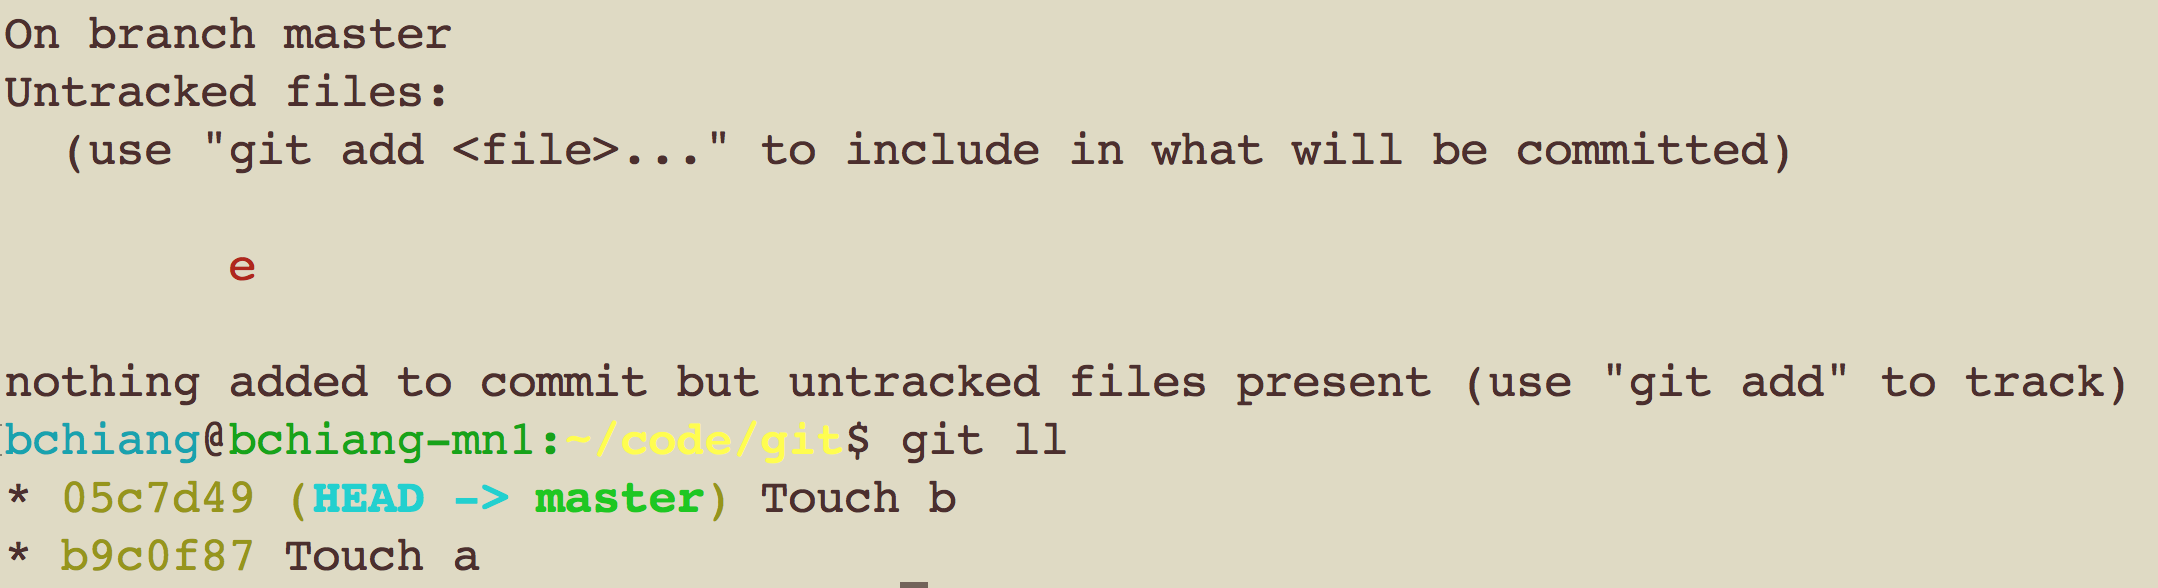 On branch master
Untracked files:
  (use "git add <file>..." to include in what will be committed)

        e

nothing added to commit but untracked files present (use "git add" to track)
bchiang@bchiang-mn1:~/code/git$ git ll
* 05c7d49 (HEAD -> master) Touch b
* b9c0f87 Touch a